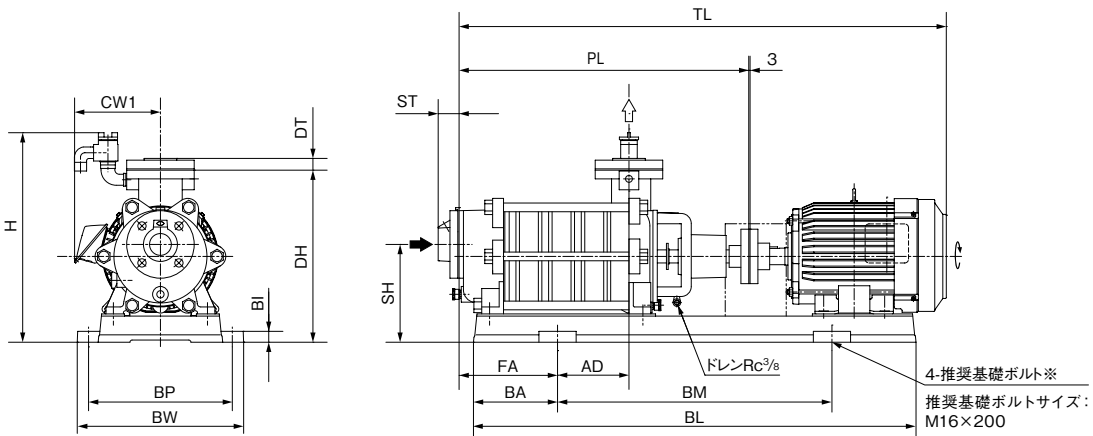 TL
PL
3
ST
CW1
DT
H
DH
SH
BI
FA
AD
ドレンRc3/8
BA
BM
BP
BW
BL
4-推奨基礎ボルト※
推奨基礎ボルトサイズ：
M16×200